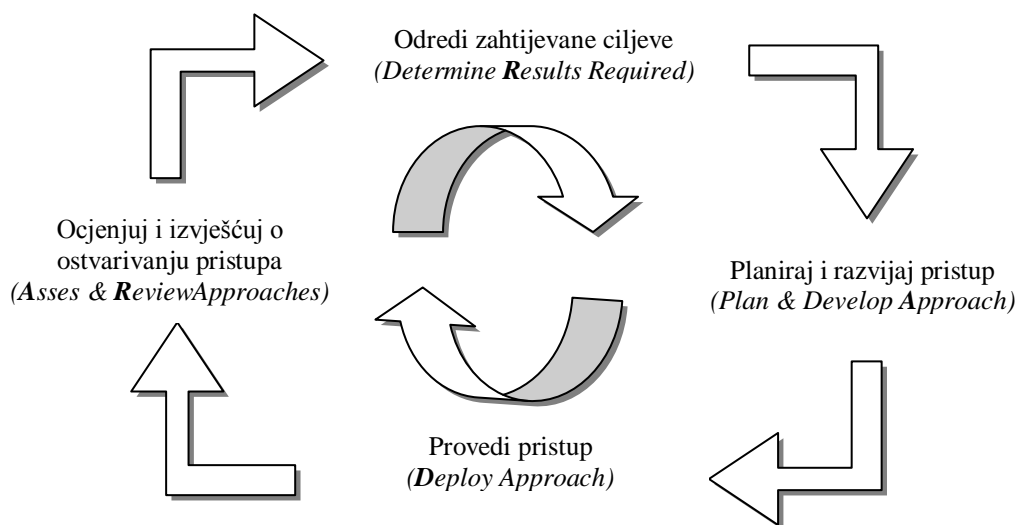 Odredi zahtijevane ciljeve
(Determine Results Required)
Planiraj i razvijaj pristup
(Plan & Develop Approach)
Provedi pristup
(Deploy Approach)
Ocjenjuj i izvješćuj o
ostvarivanju pristupa
(Asses & ReviewApproaches)